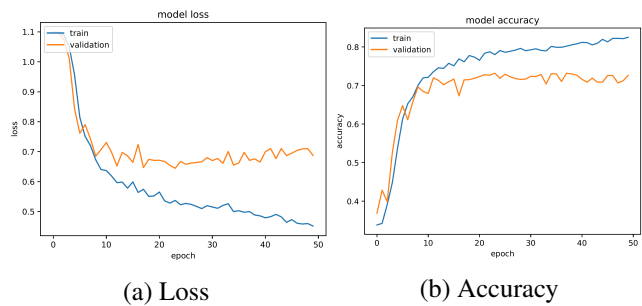 model loss
train
validation
1.1
1.0
0.9
0.8
0.7
0.6
0.5
loss
0
10
20
30
40
50
epoch
(a) Loss
model accuracy
train
validation
0.8
0.7
0.6
0.5
0.4
accuracy
0
10
20
30
40
50
epoch
(b) Accuracy